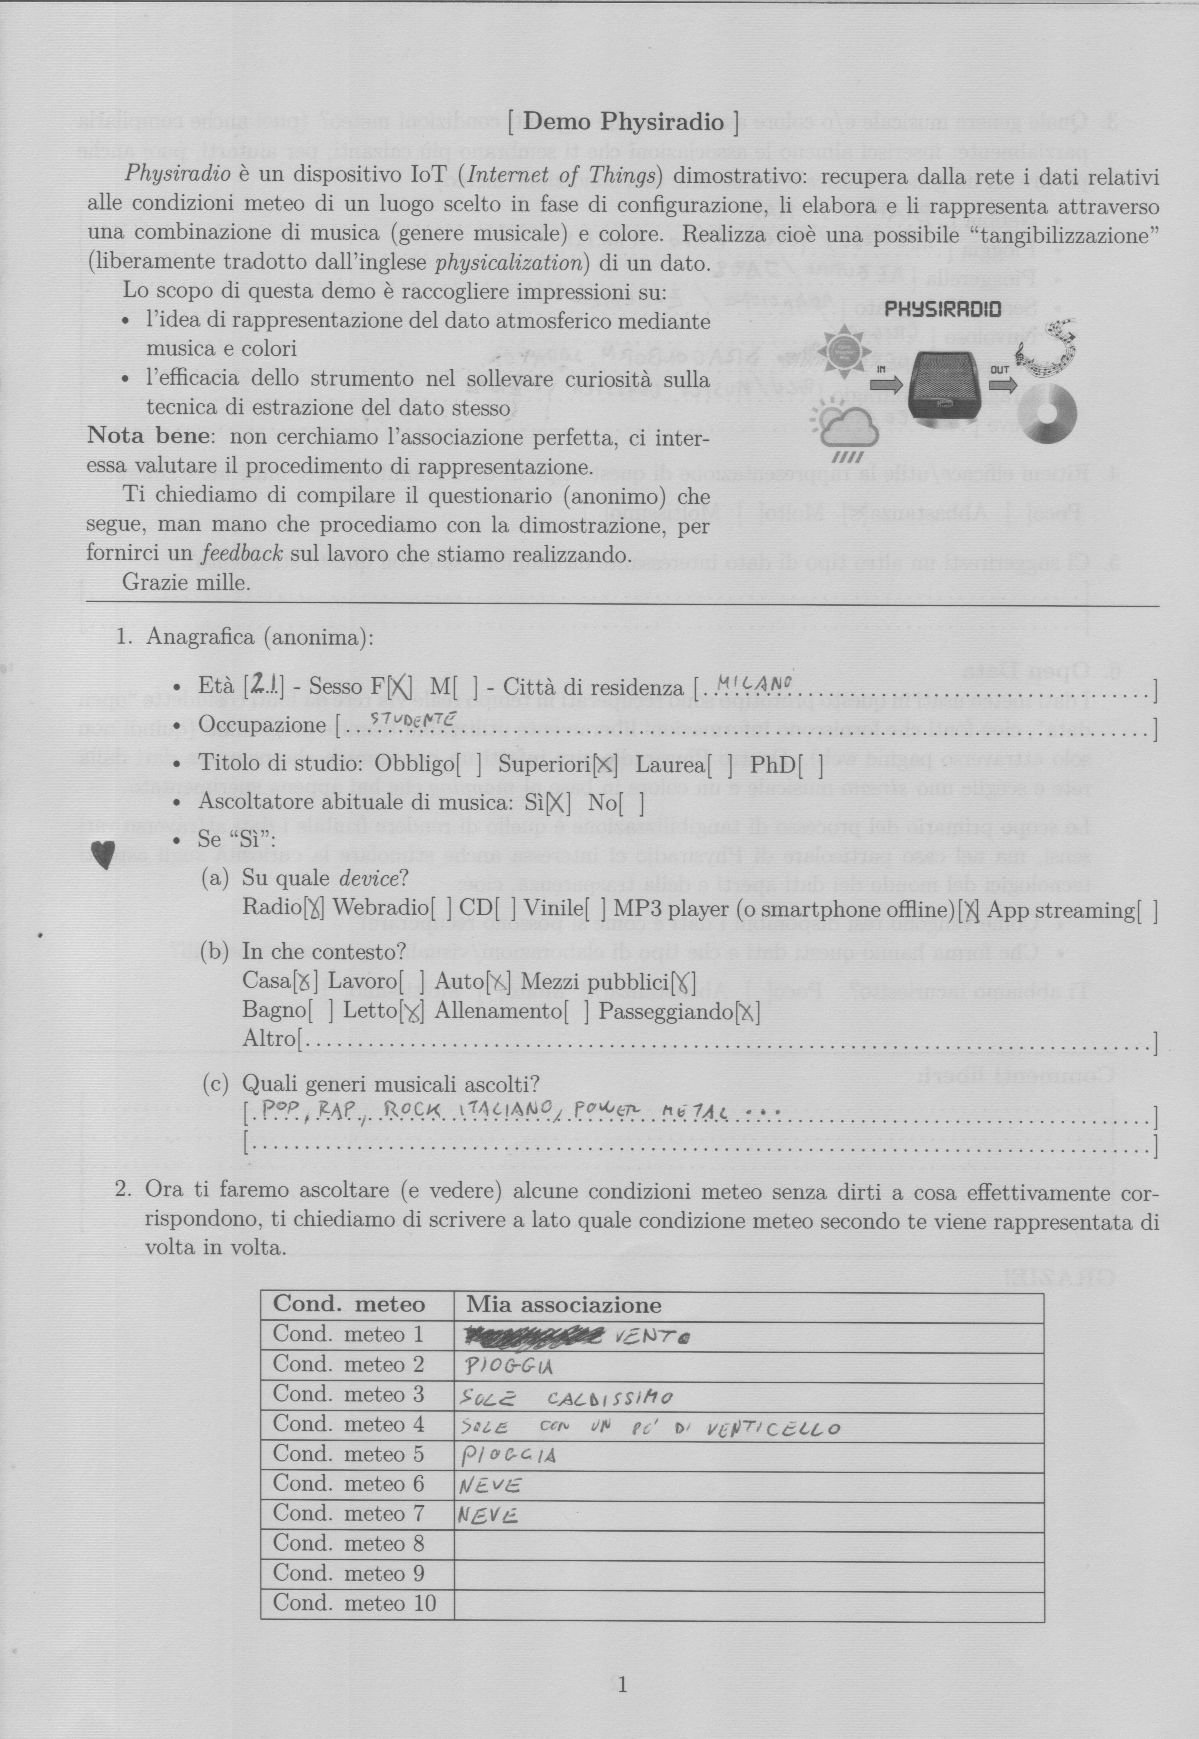 [ Demo Physiradio ]
Physiradio è un dispositivo IoT (Internet of Things) dimostrativo: recupera dalla rete i dati relativi
alle condizioni meteo di un luogo scelto in fase di configurazione, li elabora e li rappresenta attraverso
una combinazione di musica (genere musicale) e colore. Realizza cioè una possibile “tangibilizzazione”
(liberamente tradotto dall'inglese physicalization) di un dato.
Lo scopo di questa demo è raccogliere impressioni su:
• l'idea di rappresentazione del dato atmosferico mediante
musica e colori
• l'efficacia dello strumento nel sollevare curiosità sulla
tecnica di estrazione del dato stesso
Nota bene: non cerchiamo l'associazione perfetta, ci inter-
essa valutare il procedimento di rappresentazione.
Ti chiediamo di compilare il questionario (anonimo) che
segue, man mano che procediamo con la dimostrazione, per
fornirci un feedback sul lavoro che stiamo realizzando.
Grazie mille.
PHYSIRADIO
IN
OUT
1. Anagrafica (anonima):
• Età [21] - Sesso F[X] M[ ] - Città di residenza [ MILANO ]
• Occupazione [ STUDENTE ]
• Titolo di studio: Obbligo[ ] Superiori[X] Laurea[ ] PhD[ ]
• Ascoltatore abituale di musica: Sì[X] No[ ]
• Se “Sì”:
(a) Su quale device?
Radio[X] Webradio[ ] CD[ ] Vinile[ ] MP3 player (o smartphone offline)[X] App streaming[ ]
(b) In che contesto?
Casa[X] Lavoro[ ] Auto[X] Mezzi pubblici[X]
Bagno[ ] Letto[X] Allenamento[ ] Passeggiando[X]
Altro[ ]
(c) Quali generi musicali ascolti?
[ POP, RAP, ROCK ITALIANO, POWER METAL ... ]
[ ]
2. Ora ti faremo ascoltare (e vedere) alcune condizioni meteo senza dirti a cosa effettivamente cor-
rispondono, ti chiediamo di scrivere a lato quale condizione meteo secondo te viene rappresentata di
volta in volta.
Cond. meteo Mia associazione
Cond. meteo 1 VENTO
Cond. meteo 2 PIOGGIA
Cond. meteo 3 SOLE CALDISSIMO
Cond. meteo 4 SOLE CON UN PO' DI VENTICELLO
Cond. meteo 5 PIOGGIA
Cond. meteo 6 NEVE
Cond. meteo 7 NEVE
Cond. meteo 8
Cond. meteo 9
Cond. meteo 10
1